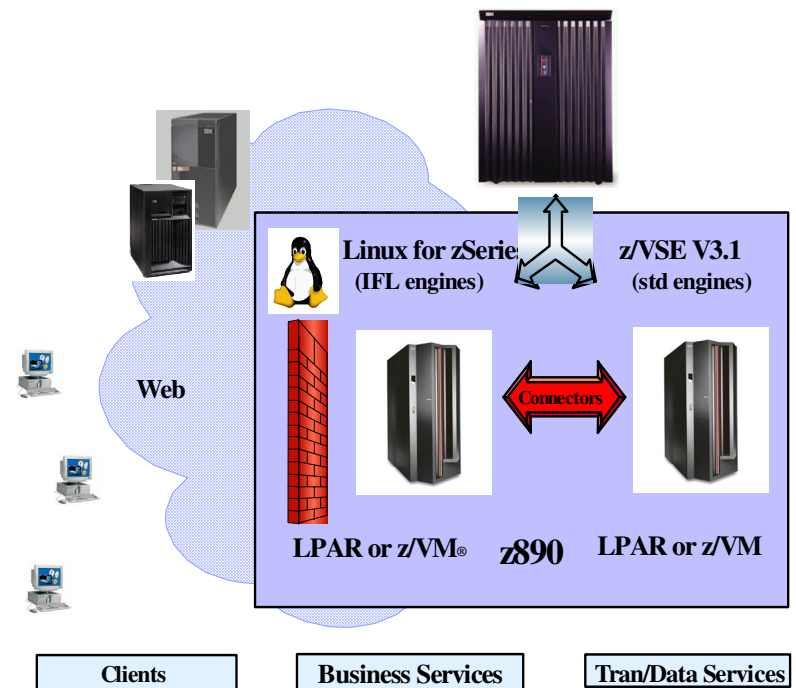 Linux for zSeries
(IFL engines)
z/VSE V3.1
(std engines)
Web
Connectors
LPAR or z/VM®
z890
LPAR or z/VM
Clients
Business Services
Tran/Data Services